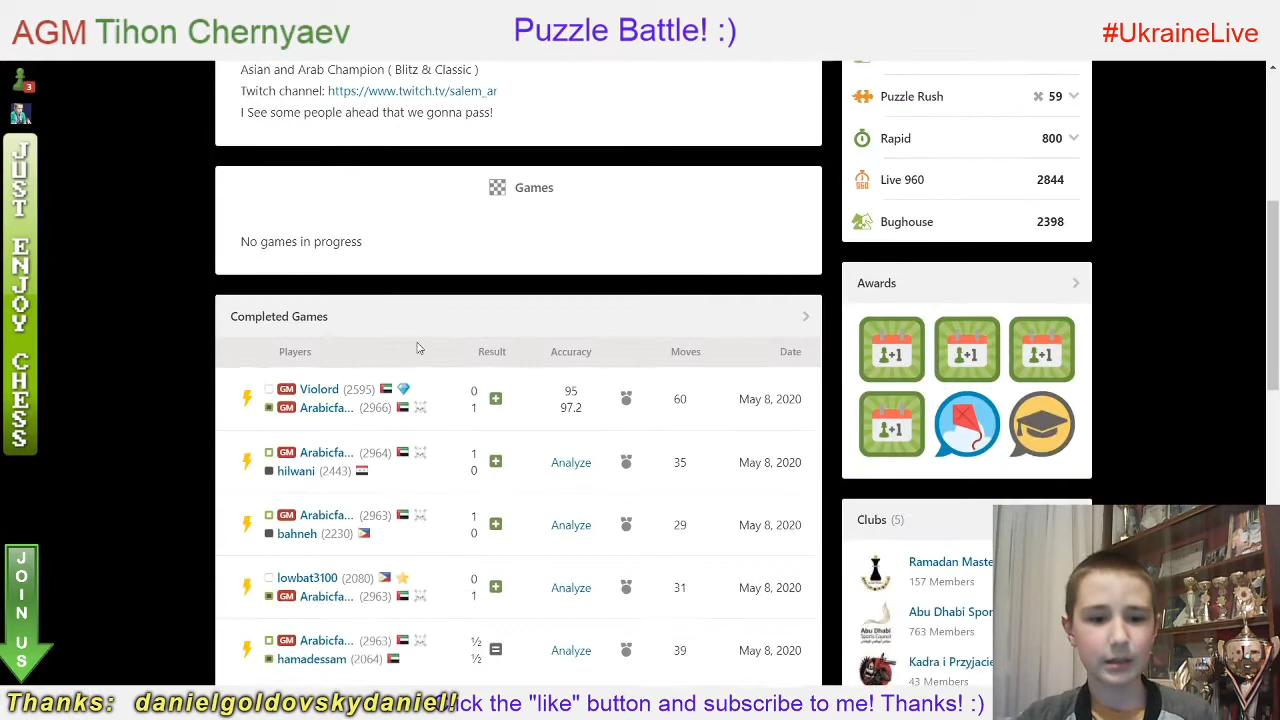 AGM Tihon Chernyaev
Puzzle Battle! :)
#UkraineLive
3
JUST ENJOY CHESS
JOIN US
Asian and Arab Champion ( Blitz & Classic )
Twitch channel: https://www.twitch.tv/salem_ar
I See some people ahead that we gonna pass!
Games
No games in progress
Completed Games
Players Result Accuracy Moves Date
GM Violord (2595) 0 95
GM Arabicfa... (2966) 1 97.2 60 May 8, 2020
GM Arabicfa... (2964) 1
hilwani (2443) 0 Analyze 35 May 8, 2020
GM Arabicfa... (2963) 1
bahneh (2230) 0 Analyze 29 May 8, 2020
lowbat3100 (2080) 0
GM Arabicfa... (2963) 1 Analyze 31 May 8, 2020
GM Arabicfa... (2963) ½
hamadessam (2064) ½ Analyze 39 May 8, 2020
Puzzle Rush 59
Rapid 800
960 Live 960 2844
Bughouse 2398
Awards
+1 +1 +1
+1
Clubs (5)
Ramadan Maste
157 Members
Abu Dhabi Spor
763 Members
Kadra i Przyjacie
43 Members
Thanks: danielgoldovskydaniel!
ick the "like" button and subscribe to me! Thanks! :)